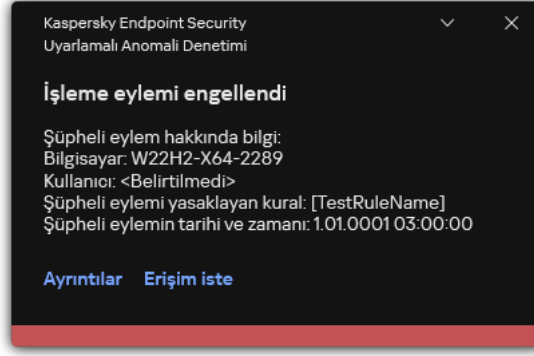 Kaspersky Endpoint Security
Uyarlamalı Anomali Denetimi
İşleme eylemi engellendi
Şüpheli eylem hakkında bilgi:
Bilgisayar: W22H2-X64-2289
Kullanıcı: <Belirtilmedi>
Şüpheli eylemi yasaklayan kural: [TestRuleName]
Şüpheli eylemin tarihi ve zamanı: 1.01.0001 03:00:00
Ayrıntılar Erişim iste